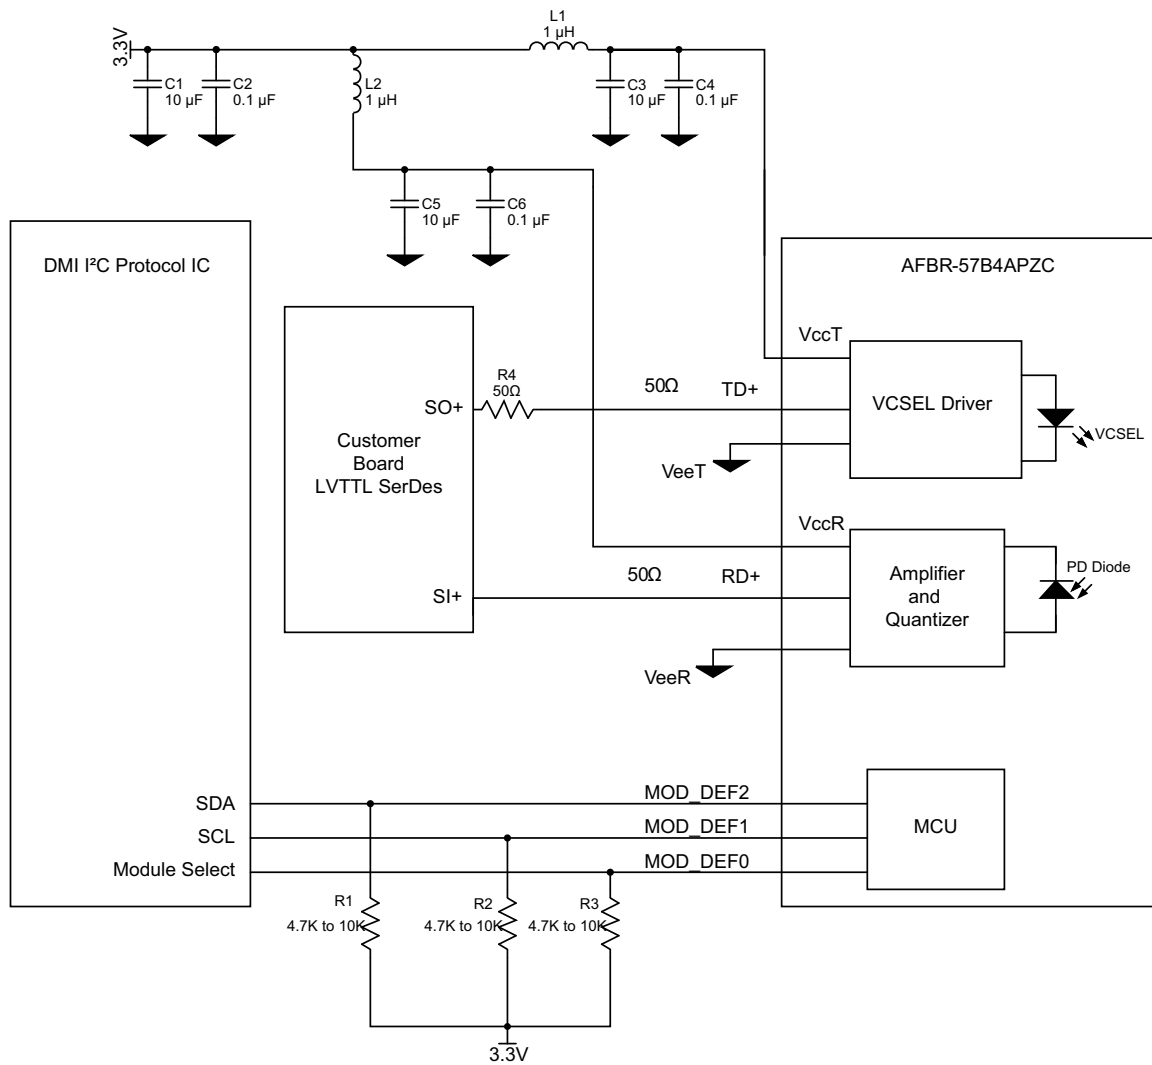 L1
1 µH
3.3V
C1
10 µF
C2
0.1 µF
L2
1 µH
C3
10 µF
C4
0.1 µF
C5
10 µF
C6
0.1 µF
DMI I²C Protocol IC
AFBR-57B4APZC
VccT
R4
50Ω
50Ω
TD+
SO+
VCSEL Driver
VCSEL
Customer
Board
LVTTL SerDes
VeeT
VccR
50Ω
RD+
SI+
Amplifier
and
Quantizer
PD Diode
VeeR
SDA
MOD_DEF2
SCL
MOD_DEF1
Module Select
MOD_DEF0
MCU
R1
4.7K to 10K
R2
4.7K to 10K
R3
4.7K to 10K
3.3V